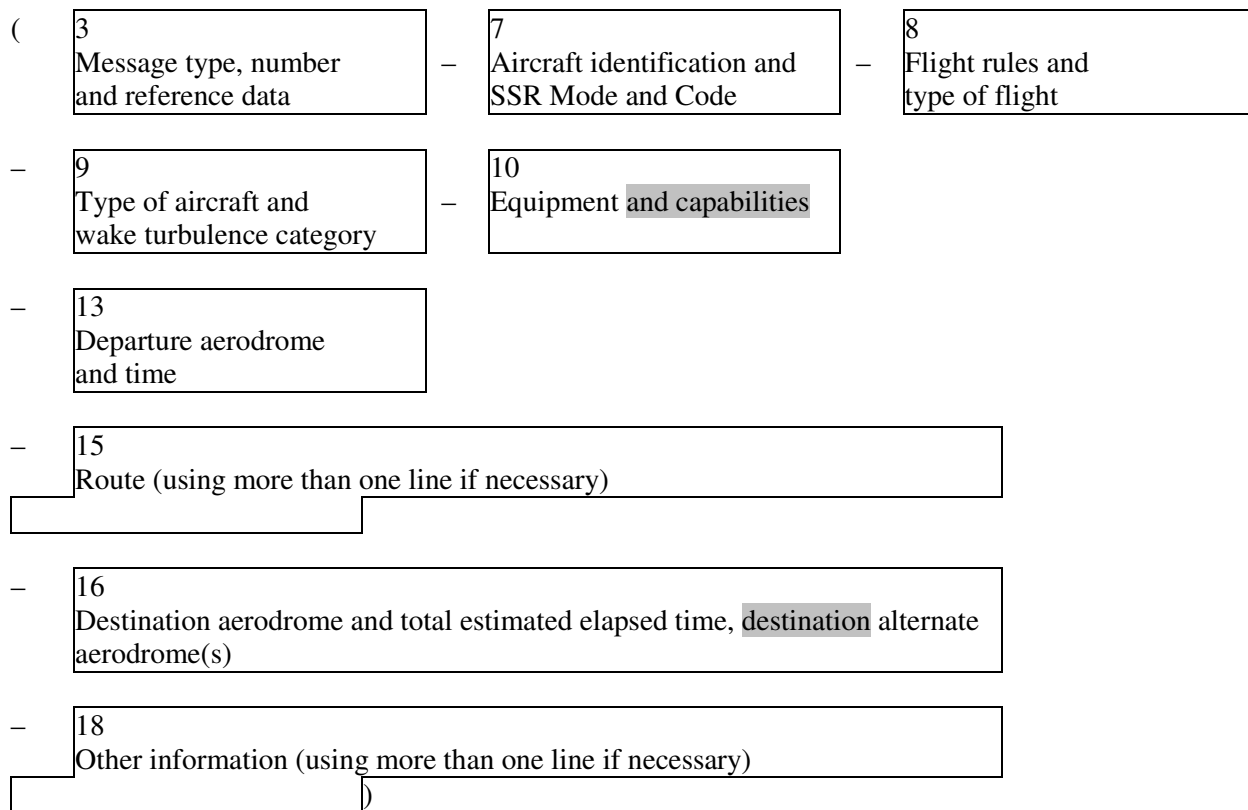 ( 3 7 8
Message type, number – Aircraft identification and – Flight rules and
and reference data SSR Mode and Code type of flight
– 9 10
Type of aircraft and – Equipment and capabilities
wake turbulence category
– 13
Departure aerodrome
and time
– 15
Route (using more than one line if necessary)
– 16
Destination aerodrome and total estimated elapsed time, destination alternate
aerodrome(s)
– 18
Other information (using more than one line if necessary)
)